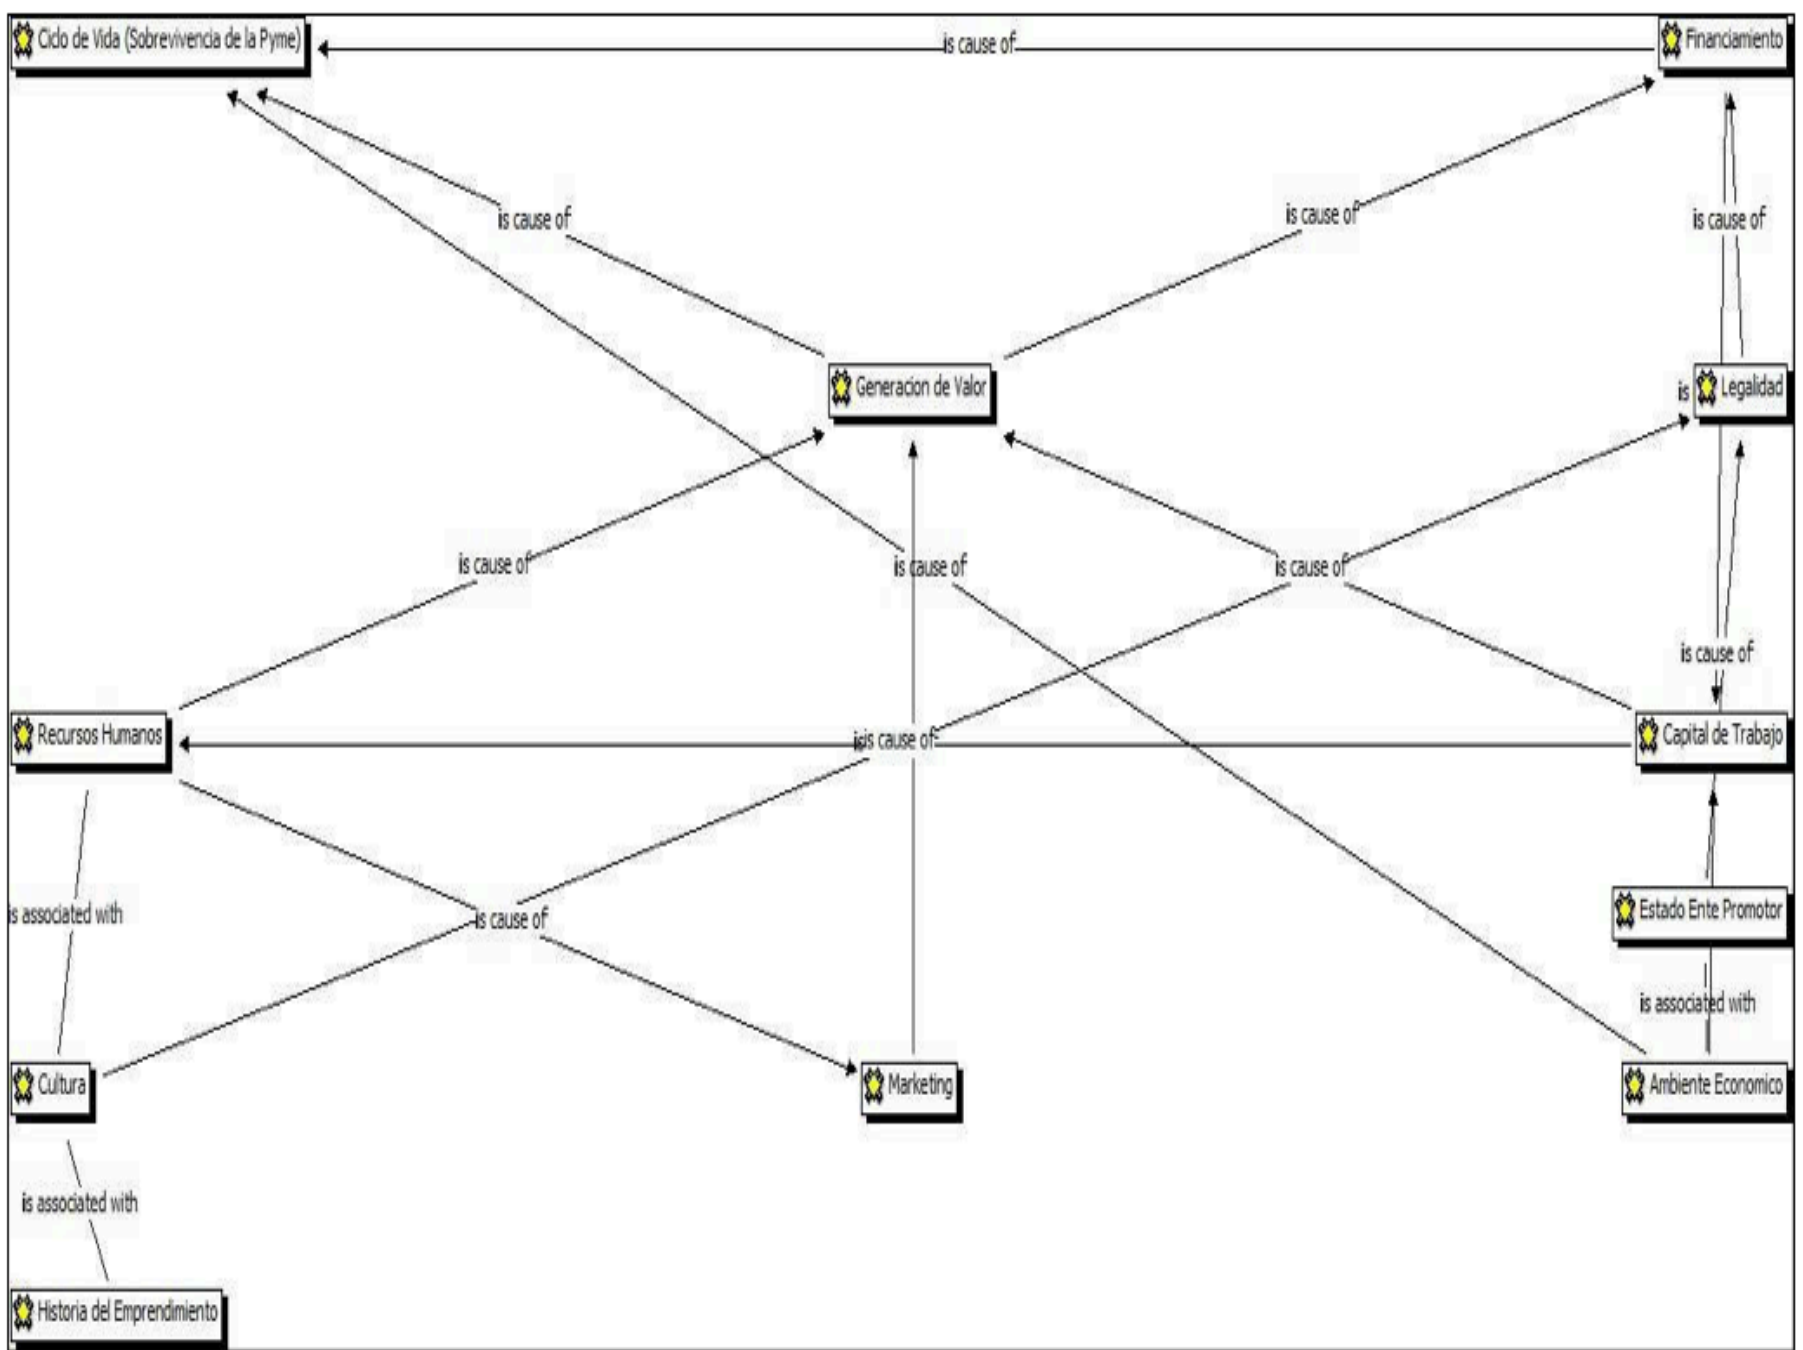 Ciclo de Vida (Sobrevivencia de la Pyme)
is cause of
Financiamiento
is cause of
is cause of
is cause of
Generacion de Valor
is
Legalidad
is cause of
is cause of
is cause of
is cause of
Recursos Humanos
is cause of
Capital de Trabajo
is associated with
is cause of
Estado Ente Promotor
is associated with
Cultura
Marketing
Ambiente Economico
is associated with
Historia del Emprendimiento